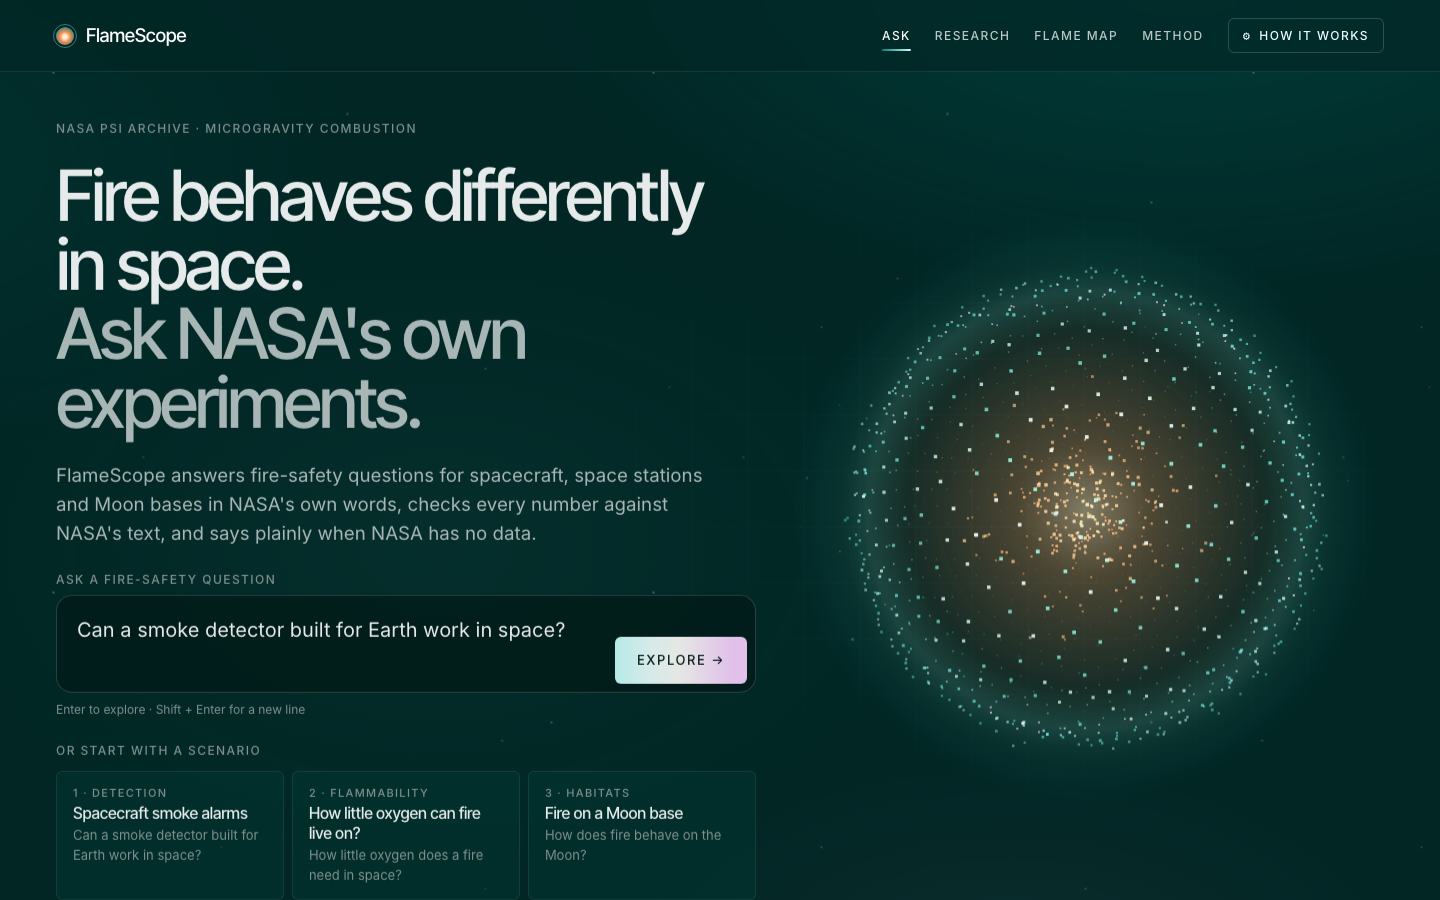 FlameScope
ASK
RESEARCH
FLAME MAP
METHOD
⚙ HOW IT WORKS
NASA PSI ARCHIVE · MICROGRAVITY COMBUSTION
Fire behaves differently
in space.
Ask NASA's own
experiments.
FlameScope answers fire-safety questions for spacecraft, space stations
and Moon bases in NASA's own words, checks every number against
NASA's text, and says plainly when NASA has no data.
ASK A FIRE-SAFETY QUESTION
Can a smoke detector built for Earth work in space?
EXPLORE →
Enter to explore · Shift + Enter for a new line
OR START WITH A SCENARIO
1 · DETECTION
Spacecraft smoke alarms
Can a smoke detector built for
Earth work in space?
2 · FLAMMABILITY
How little oxygen can fire
live on?
How little oxygen does a fire
need in space?
3 · HABITATS
Fire on a Moon base
How does fire behave on the
Moon?